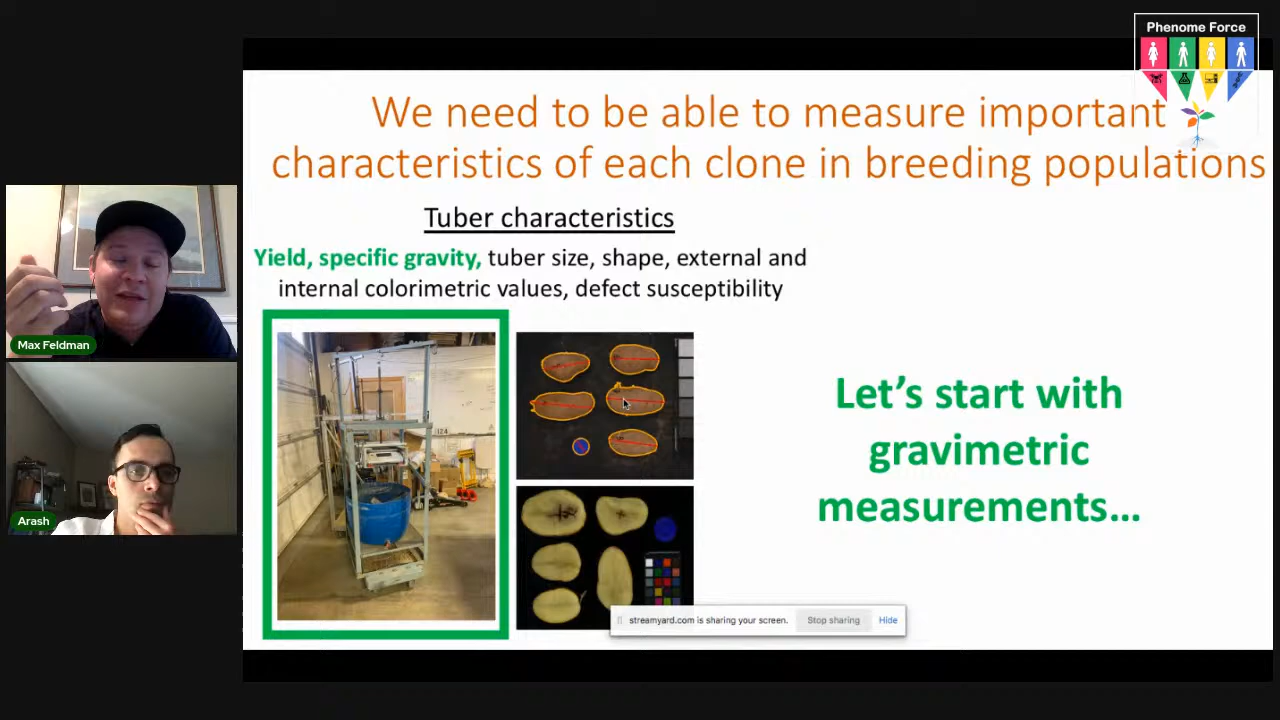 Phenome Force
We need to be able to measure important
characteristics of each clone in breeding populations
Tuber characteristics
Yield, specific gravity, tuber size, shape, external and
internal colorimetric values, defect susceptibility
Max Feldman
Arash
124
Let's start with
gravimetric
measurements...
streamyard.com is sharing your screen.
Stop sharing
Hide